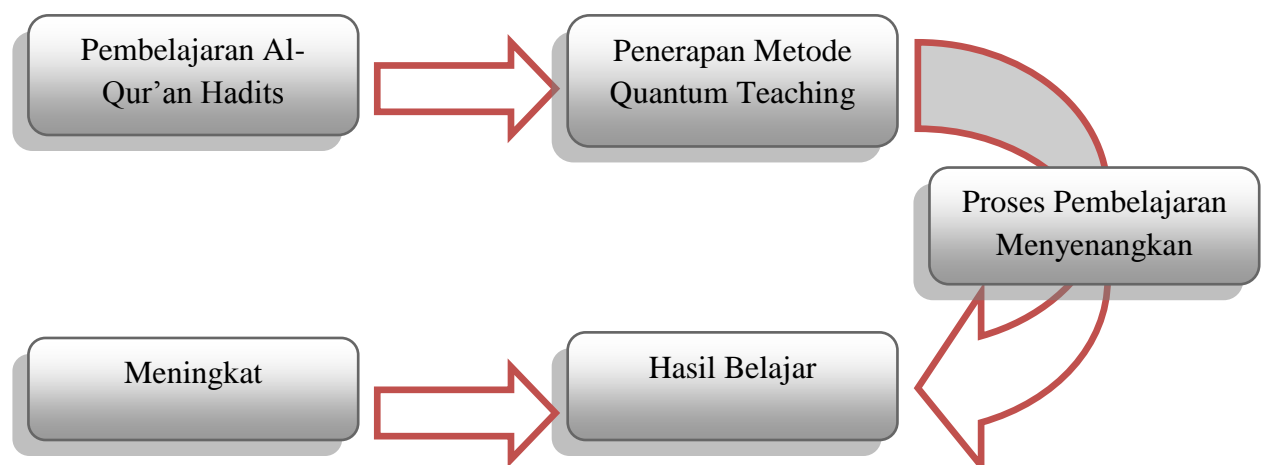 Pembelajaran Al-
Qur’an Hadits
Penerapan Metode
Quantum Teaching
Proses Pembelajaran
Menyenangkan
Meningkat
Hasil Belajar